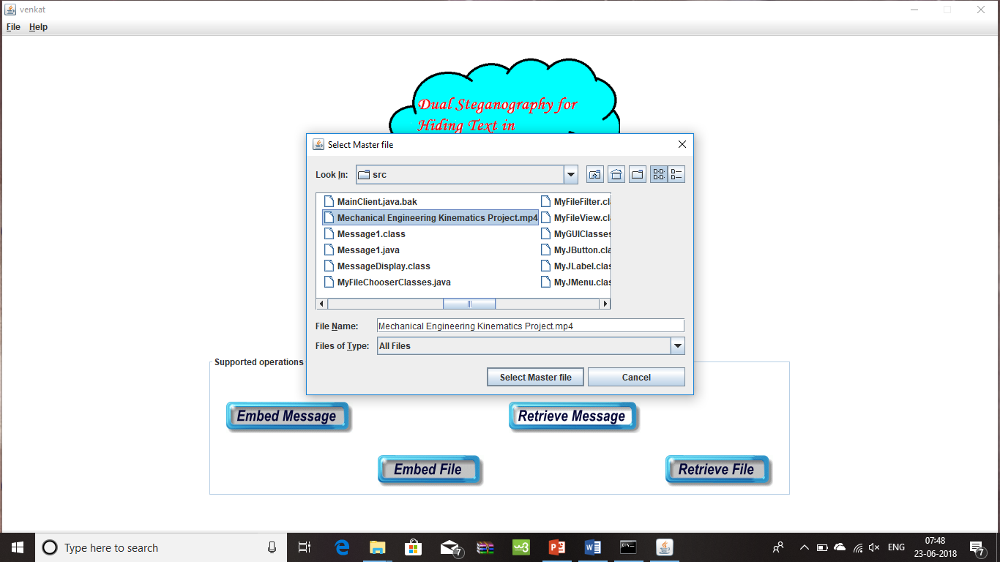 venkat
File Help
Dual Steganography for
Hiding Text in
Select Master file
Look In: src
MainClient.java.bak
Mechanical Engineering Kinematics Project.mp4
Message1.class
Message1.java
MessageDisplay.class
MyFileChooserClasses.java
MyFileFilter.cl
MyFileView.cl
MyGUIClasses
MyJButton.cla
MyJLabel.clas
MyJMenu.clas
File Name: Mechanical Engineering Kinematics Project.mp4
Files of Type: All Files
Select Master file Cancel
Supported operations
Embed Message Retrieve Message
Embed File Retrieve File
Type here to search
7
w3
ENG
07:48
23-06-2018
7